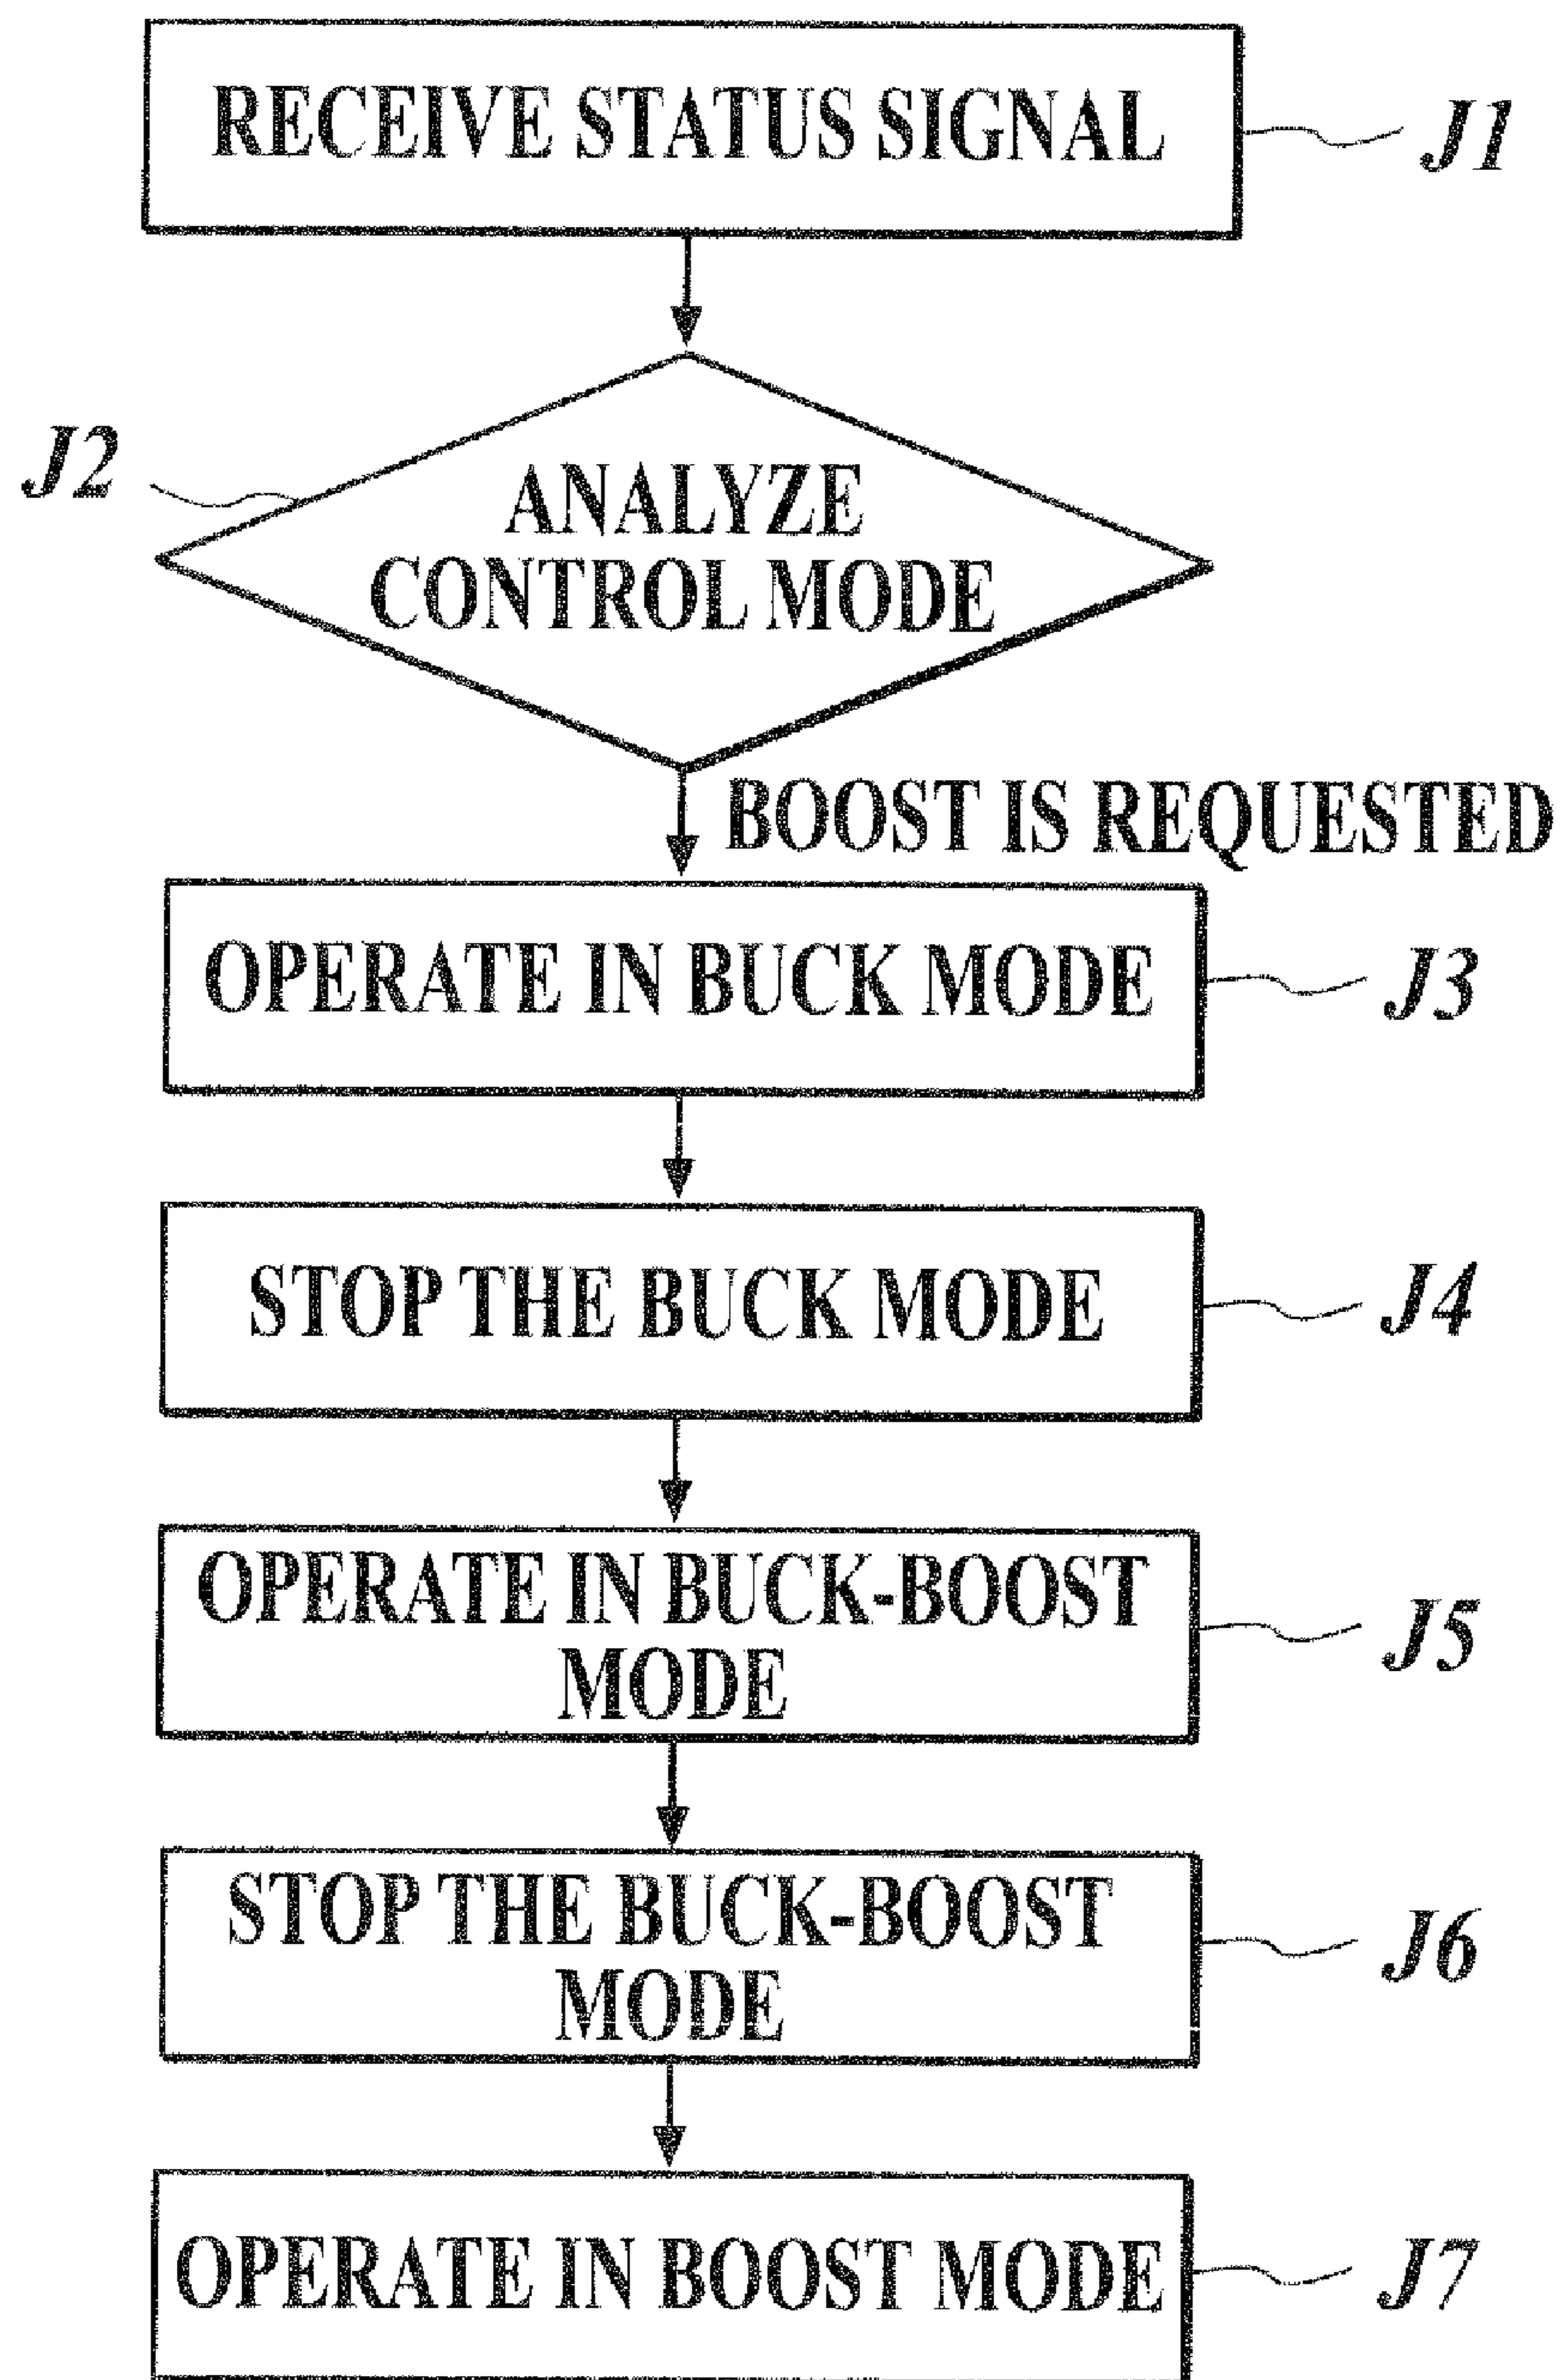 RECEIVE STATUS SIGNAL
J1
J2
ANALYZE
CONTROL MODE
BOOST IS REQUESTED
OPERATE IN BUCK MODE
J3
STOP THE BUCK MODE
J4
OPERATE IN BUCK-BOOST
MODE
J5
STOP THE BUCK-BOOST
MODE
J6
OPERATE IN BOOST MODE
J7